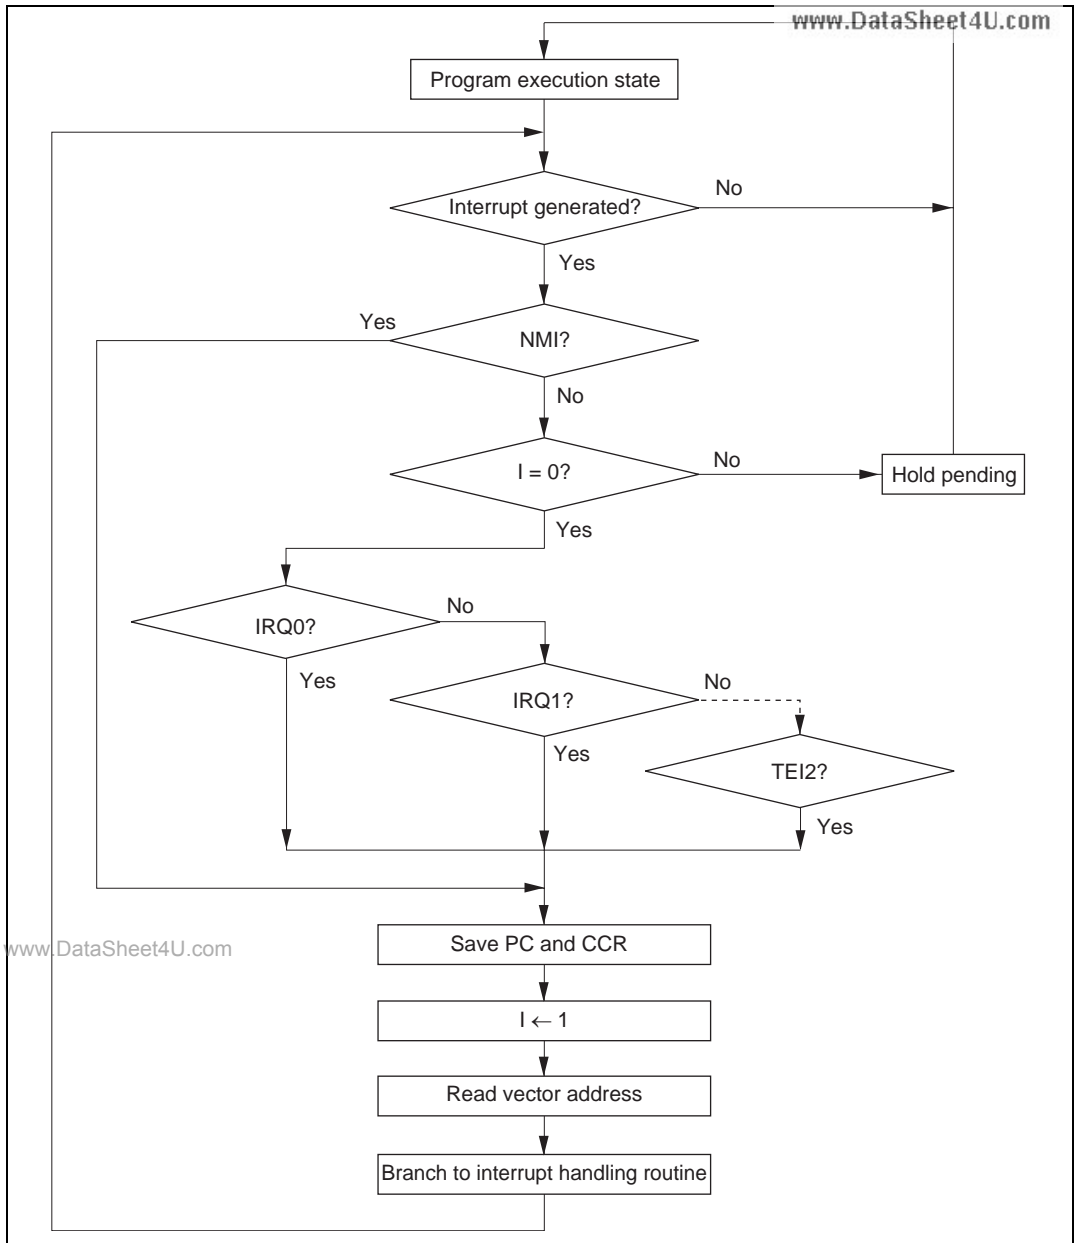 www.DataSheet4U.com
Program execution state
Interrupt generated?
No
Yes
NMI?
Yes
No
I = 0?
No
Hold pending
Yes
IRQ0?
No
Yes
IRQ1?
No
Yes
TEI2?
Yes
Save PC and CCR
www.DataSheet4U.com
I ← 1
Read vector address
Branch to interrupt handling routine